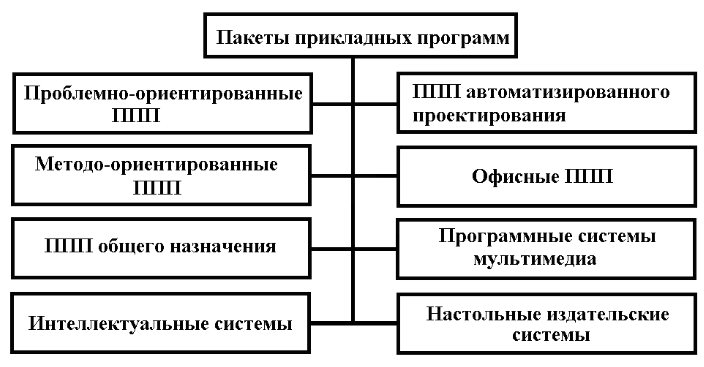 Пакеты прикладных программ
Проблемно-ориентированные
ППП
ППП автоматизированного
проектирования
Методо-ориентированные
ППП
Офисные ППП
ППП общего назначения
Программные системы
мультимедиа
Интеллектуальные системы
Настольные издательские
системы